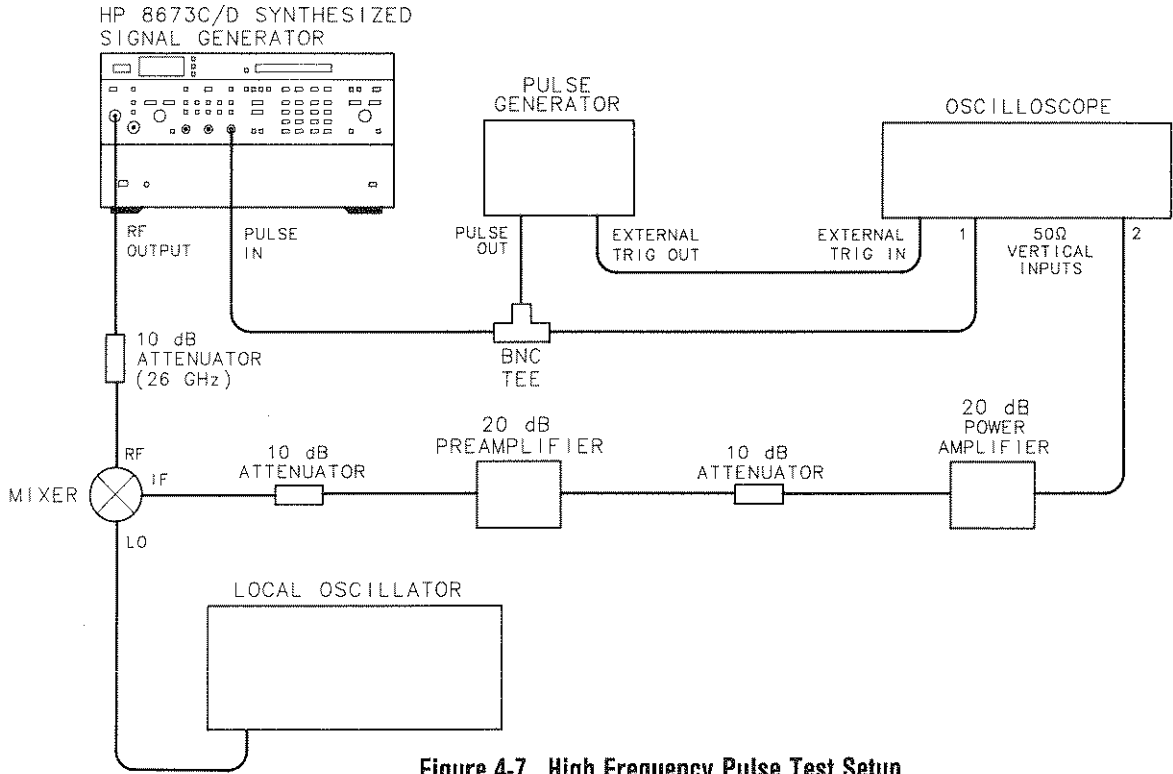 HP 8673C/D SYNTHESIZED
SIGNAL GENERATOR
PULSE
GENERATOR
OSCILLOSCOPE
RF
OUTPUT
PULSE
IN
PULSE
OUT
EXTERNAL
TRIG OUT
EXTERNAL
TRIG IN
1
50Ω
VERTICAL
INPUTS
2
10 dB
ATTENUATOR
(26 GHz)
BNC
TEE
RF
IF
MIXER
LO
10 dB
ATTENUATOR
20 dB
PREAMPLIFIER
10 dB
ATTENUATOR
20 dB
POWER
AMPLIFIER
LOCAL OSCILLATOR
Figure 4-7. High Frequency Pulse Test Setup